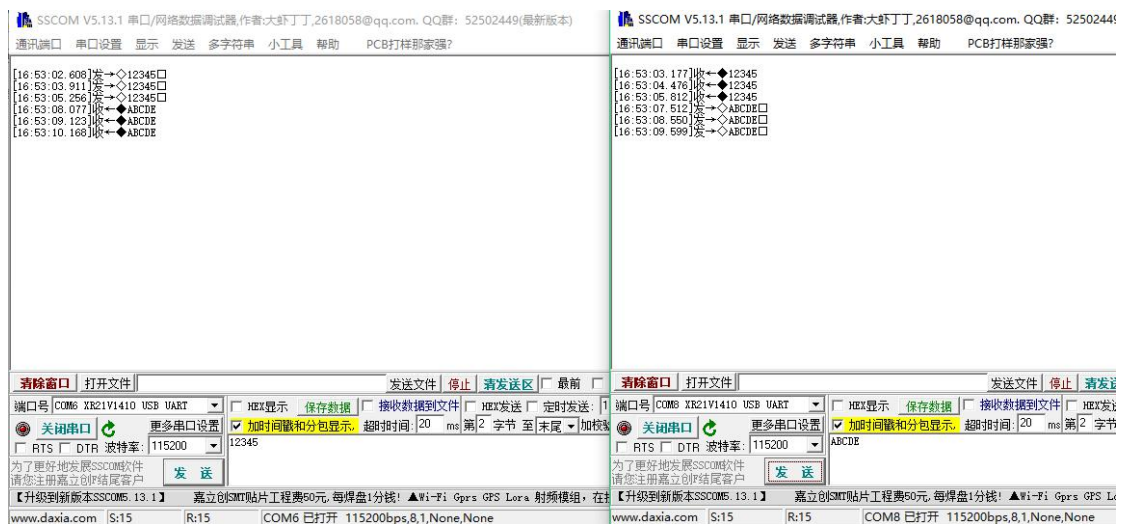 SSCOM V5.13.1 串口/网络数据调试器,作者:大虾丁丁,2618058@qq.com. QQ群: 52502449(最新版本)
通讯端口 串口设置 显示 发送 多字符串 小工具 帮助 PCB打样那家强?
[16:53:02.608]发→◇12345□
[16:53:03.911]发→◇12345□
[16:53:05.256]发→◇12345□
[16:53:08.077]收←◆ABCDE
[16:53:09.123]收←◆ABCDE
[16:53:10.168]收←◆ABCDE
清除窗口 打开文件 发送文件 停止 清发送区 最前
端口号 COM6 XR21V1410 USB UART HEX显示 保存数据 接收数据到文件 HEX发送 定时发送: 1
关闭串口 更多串口设置 加时间戳和分包显示, 超时时间: 20 ms 第2 字节 至 末尾 加校验
RTS DTR 波特率: 115200 12345
为了更好地发展SSCOM软件
请您注册嘉立创F结尾客户 发 送
【升级到新版本SSCOM5.13.1】 嘉立创SMT贴片工程费50元,每焊盘1分钱! ▲Wi-Fi Gprs GPS Lora 射频模组,在
www.daxia.com S:15 R:15 COM6 已打开 115200bps,8,1,None,None
SSCOM V5.13.1 串口/网络数据调试器,作者:大虾丁丁,2618058@qq.com. QQ群: 52502449
通讯端口 串口设置 显示 发送 多字符串 小工具 帮助 PCB打样那家强?
[16:53:03.177]收←◆12345
[16:53:04.476]收←◆12345
[16:53:05.812]收←◆12345
[16:53:07.512]发→◇ABCDE□
[16:53:08.550]发→◇ABCDE□
[16:53:09.599]发→◇ABCDE□
清除窗口 打开文件 发送文件 停止 清发送
端口号 COM8 XR21V1410 USB UART HEX显示 保存数据 接收数据到文件 HEX发送
关闭串口 更多串口设置 加时间戳和分包显示, 超时时间: 20 ms 第2 字节
RTS DTR 波特率: 115200 ABCDE
为了更好地发展SSCOM软件
请您注册嘉立创F结尾客户 发 送
【升级到新版本SSCOM5.13.1】 嘉立创SMT贴片工程费50元,每焊盘1分钱! ▲Wi-Fi Gprs GPS Lo
www.daxia.com S:15 R:15 COM8 已打开 115200bps,8,1,None,None